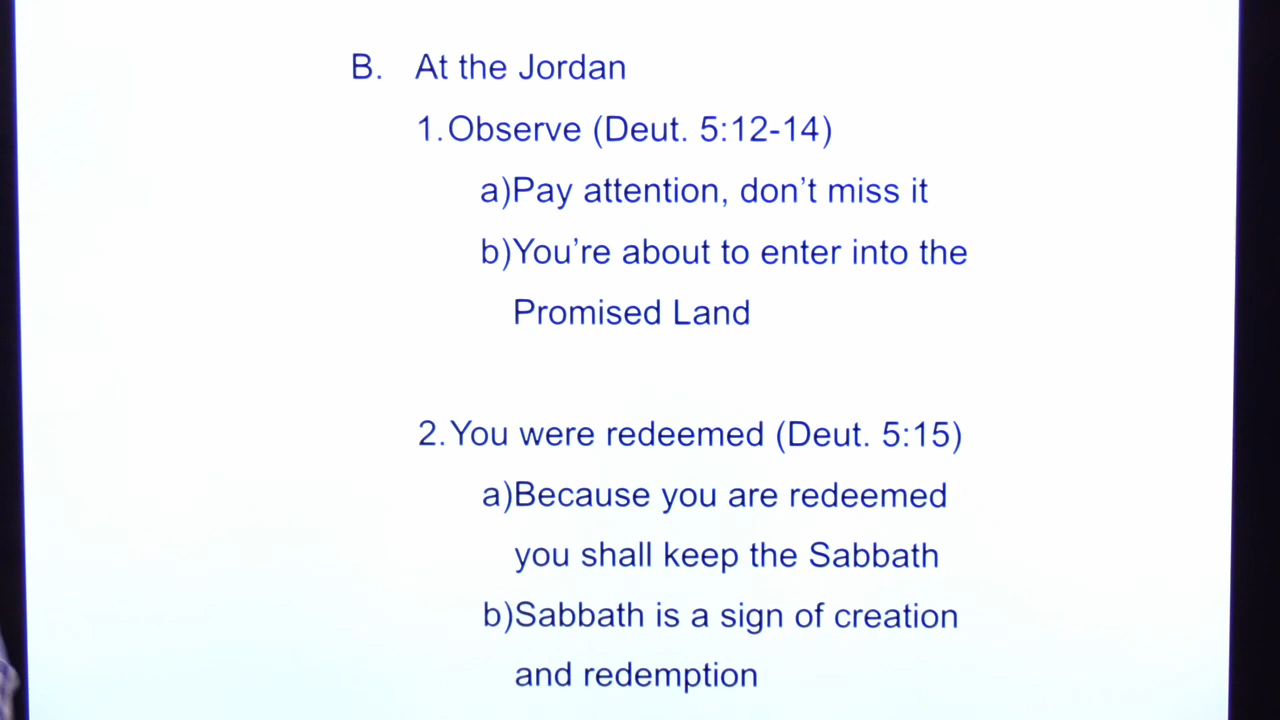 B. At the Jordan
1. Observe (Deut. 5:12-14)
a) Pay attention, don’t miss it
b) You’re about to enter into the
Promised Land
2. You were redeemed (Deut. 5:15)
a) Because you are redeemed
you shall keep the Sabbath
b) Sabbath is a sign of creation
and redemption